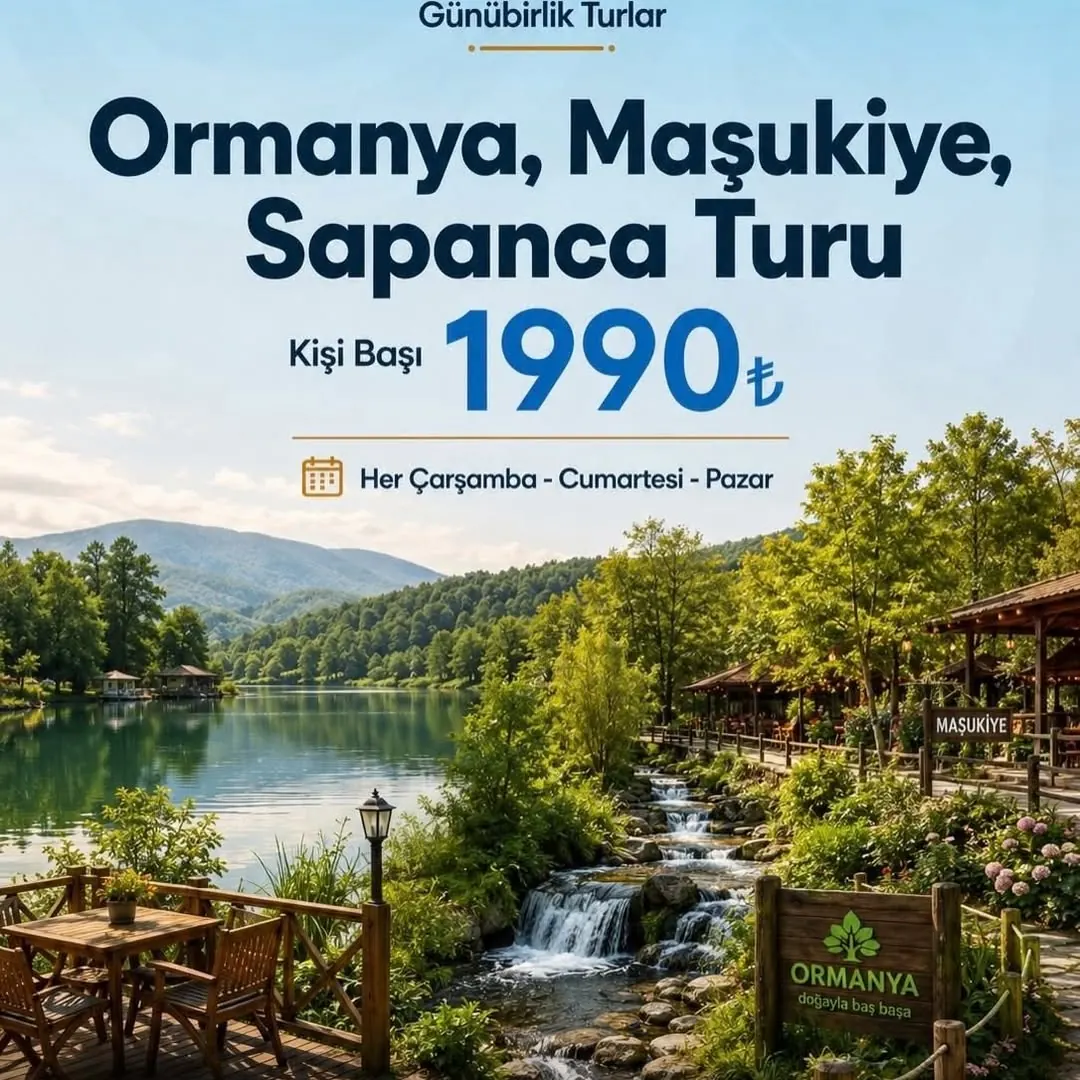 Günübirlik Turlar
Ormanya, Maşukiye,
Sapanca Turu
Kişi Başı 1990₺
Her Çarşamba - Cumartesi - Pazar
MAŞUKİYE
ORMANYA
doğayla baş başa